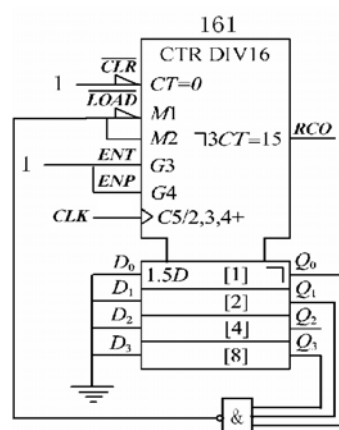 161
CTR DIV16
1 CLR CT=0
LOAD M1
M2 ┐3CT=15 RCO
1 ENT G3
ENP G4
CLK C5/2,3,4+
D0 1.5D [1] ┐ Q0
D1 [2] Q1
D2 [4] Q2
D3 [8] Q3
&